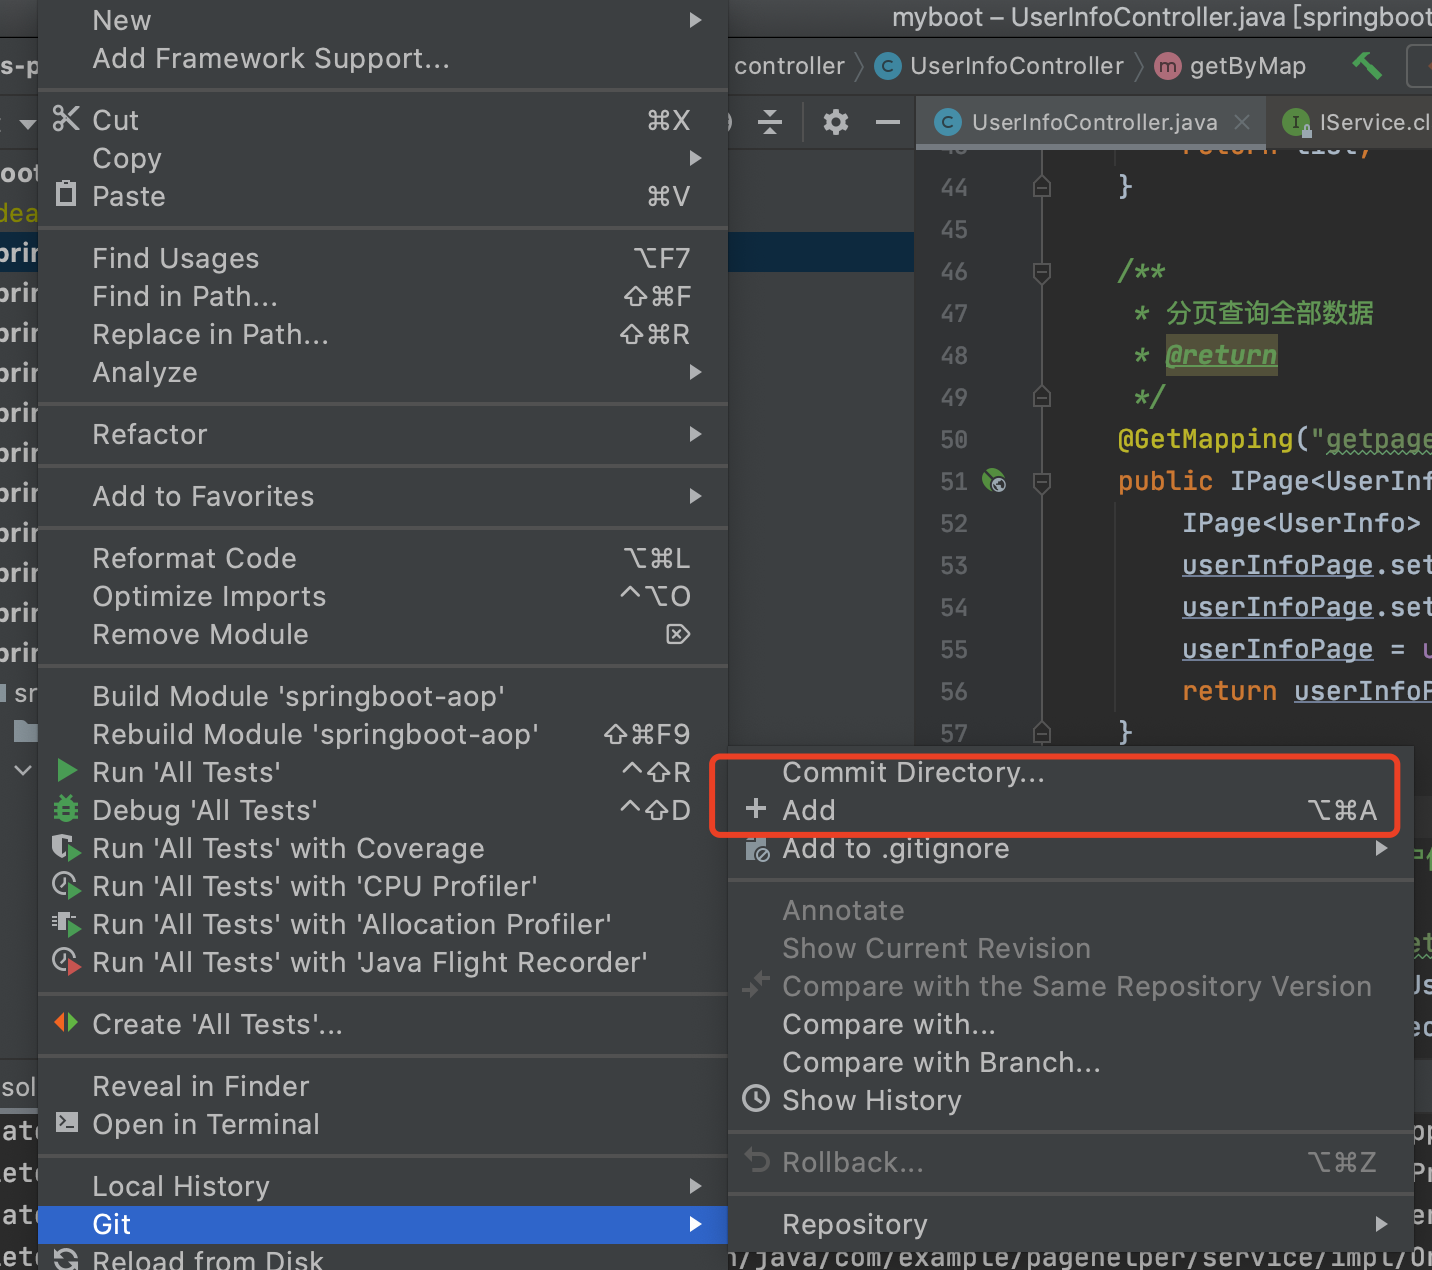 New
Add Framework Support...
Cut ⌘X
Copy
Paste ⌘V
Find Usages ⌥F7
Find in Path... ⇧⌘F
Replace in Path... ⇧⌘R
Analyze
Refactor
Add to Favorites
Reformat Code ⌥⌘L
Optimize Imports ^⌥O
Remove Module ⌦
Build Module 'springboot-aop'
Rebuild Module 'springboot-aop' ⇧⌘F9
Run 'All Tests' ^⇧R
Debug 'All Tests' ^⇧D
Run 'All Tests' with Coverage
Run 'All Tests' with 'CPU Profiler'
Run 'All Tests' with 'Allocation Profiler'
Run 'All Tests' with 'Java Flight Recorder'
Create 'All Tests'...
Reveal in Finder
Open in Terminal
Local History
Git
Reload from Disk
myboot – UserInfoController.java [springboot
controller UserInfoController getByMap
UserInfoController.java IService.cl
44 }
45
46 /**
47 * 分页查询全部数据
48 * @return
49 */
50 @GetMapping("getpage
51 public IPage<UserInf
52 IPage<UserInfo>
53 userInfoPage.set
54 userInfoPage.set
55 userInfoPage = u
56 return userInfoP
57 }
Commit Directory...
Add ⌥⌘A
Add to .gitignore
Annotate
Show Current Revision
Compare with the Same Repository Version
Compare with...
Compare with Branch...
Show History
Rollback... ⌥⌘Z
Repository
/java/com/example/pagehelper/service/impl/Or